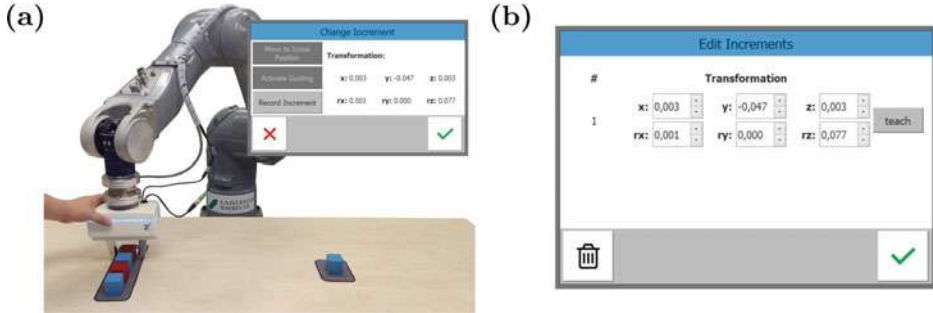 (a)
Change Increment
Move to Initial
Position
Transformation:
Activate Guiding
x: 0.003 y: -0.047 z: 0.003
Record Increment
rx: 0.003 ry: 0.000 rz: 0.077
UNIVERSITÄT
BAYREUTH
(b)
Edit Increments
# Transformation
x: 0,003 y: -0,047 z: 0,003
1
teach
rx: 0,001 ry: 0,000 rz: 0,077